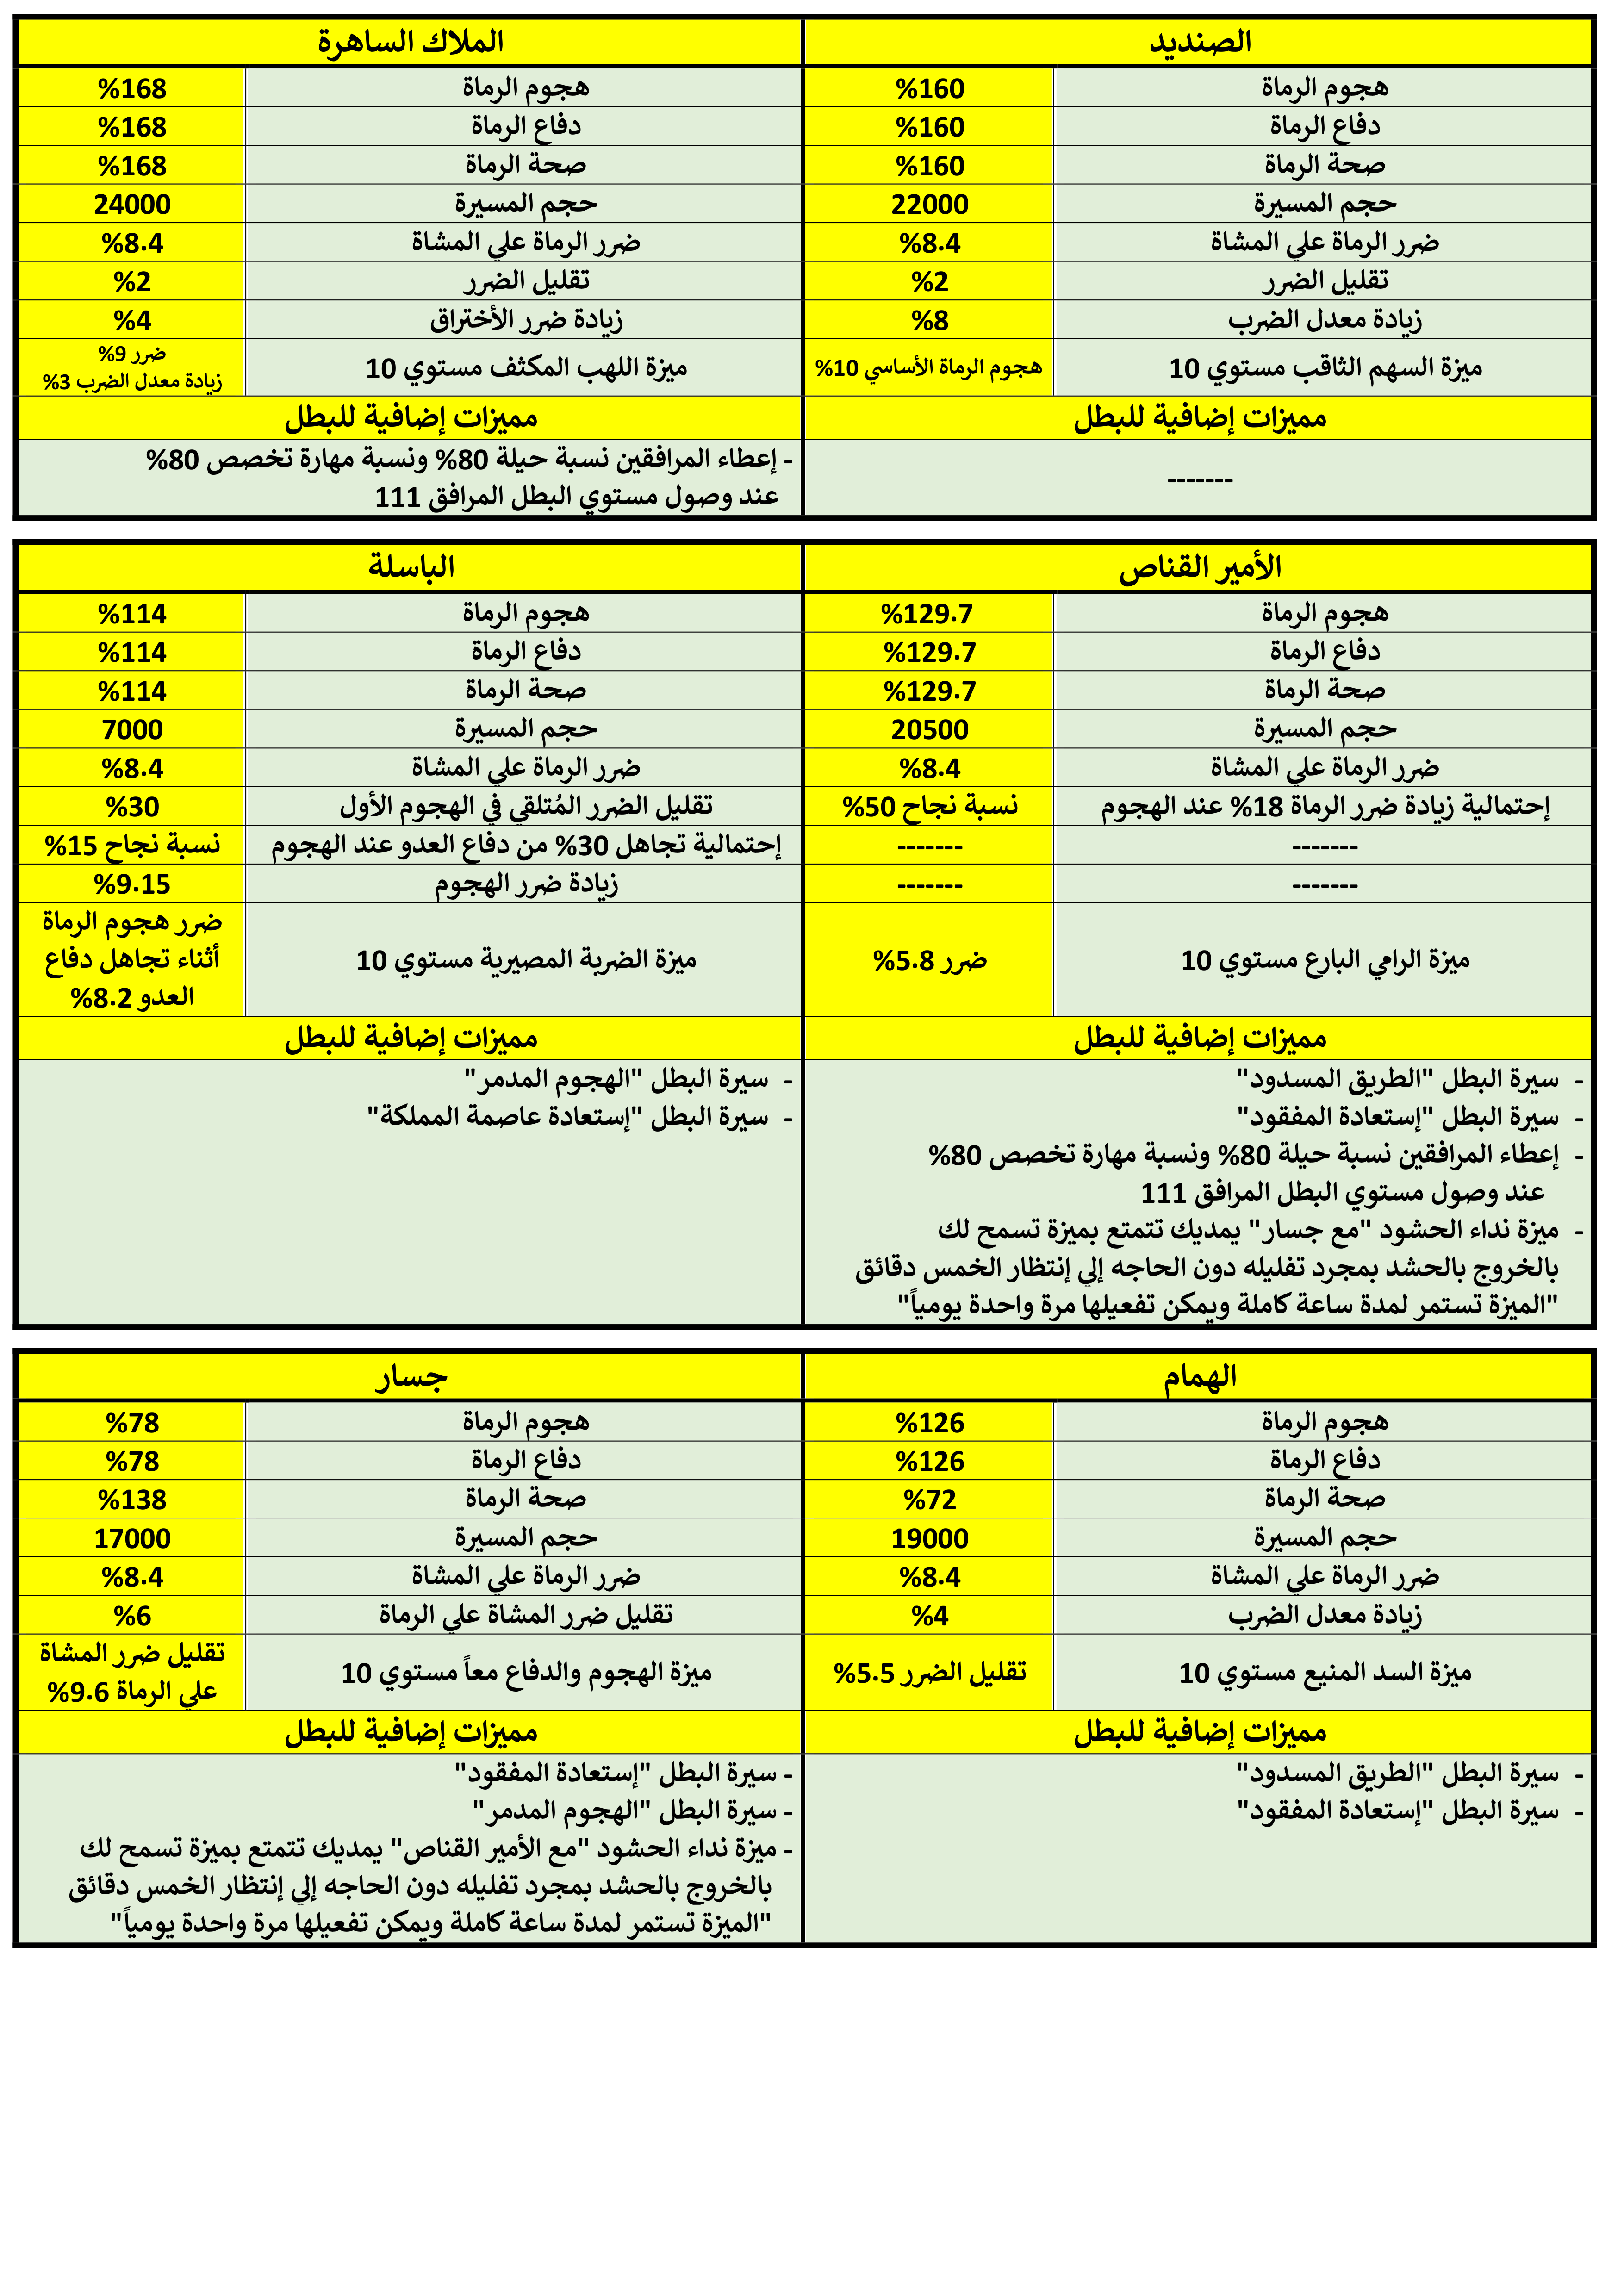 الصنديد
هجوم الرماة %160
دفاع الرماة %160
صحة الرماة %160
حجم المسيرة 22000
ضرر الرماة علي المشاة %8.4
تقليل الضرر %2
زيادة معدل الضرب %8
ميزة السهم الثاقب مستوي 10 هجوم الرماة الأساسي 10%
مميزات إضافية للبطل
-------
الملاك الساهرة
هجوم الرماة %168
دفاع الرماة %168
صحة الرماة %168
حجم المسيرة 24000
ضرر الرماة علي المشاة %8.4
تقليل الضرر %2
زيادة ضرر الأختراق %4
ميزة اللهب المكثف مستوي 10 ضرر 9%
زيادة معدل الضرب 3%
مميزات إضافية للبطل
- إعطاء المرافقين نسبة حيلة 80% ونسبة مهارة تخصص 80%
عند وصول مستوي البطل المرافق 111
الأمير القناص
هجوم الرماة %129.7
دفاع الرماة %129.7
صحة الرماة %129.7
حجم المسيرة 20500
ضرر الرماة علي المشاة %8.4
إحتمالية زيادة ضرر الرماة 18% عند الهجوم نسبة نجاح 50%
------- -------
------- -------
ميزة الرامي البارع مستوي 10 ضرر 5.8%
مميزات إضافية للبطل
- سيرة البطل "الطريق المسدود"
- سيرة البطل "إستعادة المفقود"
- إعطاء المرافقين نسبة حيلة 80% ونسبة مهارة تخصص 80%
عند وصول مستوي البطل المرافق 111
- ميزة نداء الحشود "مع جسار" يمديك تتمتع بميزة تسمح لك
بالخروج بالحشد بمجرد تفليله دون الحاجه إلي إنتظار الخمس دقائق
"الميزة تستمر لمدة ساعة كاملة ويمكن تفعيلها مرة واحدة يومياً"
الباسلة
هجوم الرماة %114
دفاع الرماة %114
صحة الرماة %114
حجم المسيرة 7000
ضرر الرماة علي المشاة %8.4
تقليل الضرر المُتلقي في الهجوم الأول %30
إحتمالية تجاهل 30% من دفاع العدو عند الهجوم نسبة نجاح 15%
زيادة ضرر الهجوم %9.15
ضرر هجوم الرماة
أثناء تجاهل دفاع
ميزة الضربة المصيرية مستوي 10
العدو 8.2%
مميزات إضافية للبطل
- سيرة البطل "الهجوم المدمر"
- سيرة البطل "إستعادة عاصمة المملكة"
الهمام
هجوم الرماة %126
دفاع الرماة %126
صحة الرماة %72
حجم المسيرة 19000
ضرر الرماة علي المشاة %8.4
زيادة معدل الضرب %4
ميزة السد المنيع مستوي 10 تقليل الضرر 5.5%
مميزات إضافية للبطل
- سيرة البطل "الطريق المسدود"
- سيرة البطل "إستعادة المفقود"
جسار
هجوم الرماة %78
دفاع الرماة %78
صحة الرماة %138
حجم المسيرة 17000
ضرر الرماة علي المشاة %8.4
تقليل ضرر المشاة علي الرماة %6
ميزة الهجوم والدفاع معاً مستوي 10 تقليل ضرر المشاة
علي الرماة 9.6%
مميزات إضافية للبطل
- سيرة البطل "إستعادة المفقود"
- سيرة البطل "الهجوم المدمر"
- ميزة نداء الحشود "مع الأمير القناص" يمديك تتمتع بميزة تسمح لك
بالخروج بالحشد بمجرد تفليله دون الحاجه إلي إنتظار الخمس دقائق
"الميزة تستمر لمدة ساعة كاملة ويمكن تفعيلها مرة واحدة يومياً"